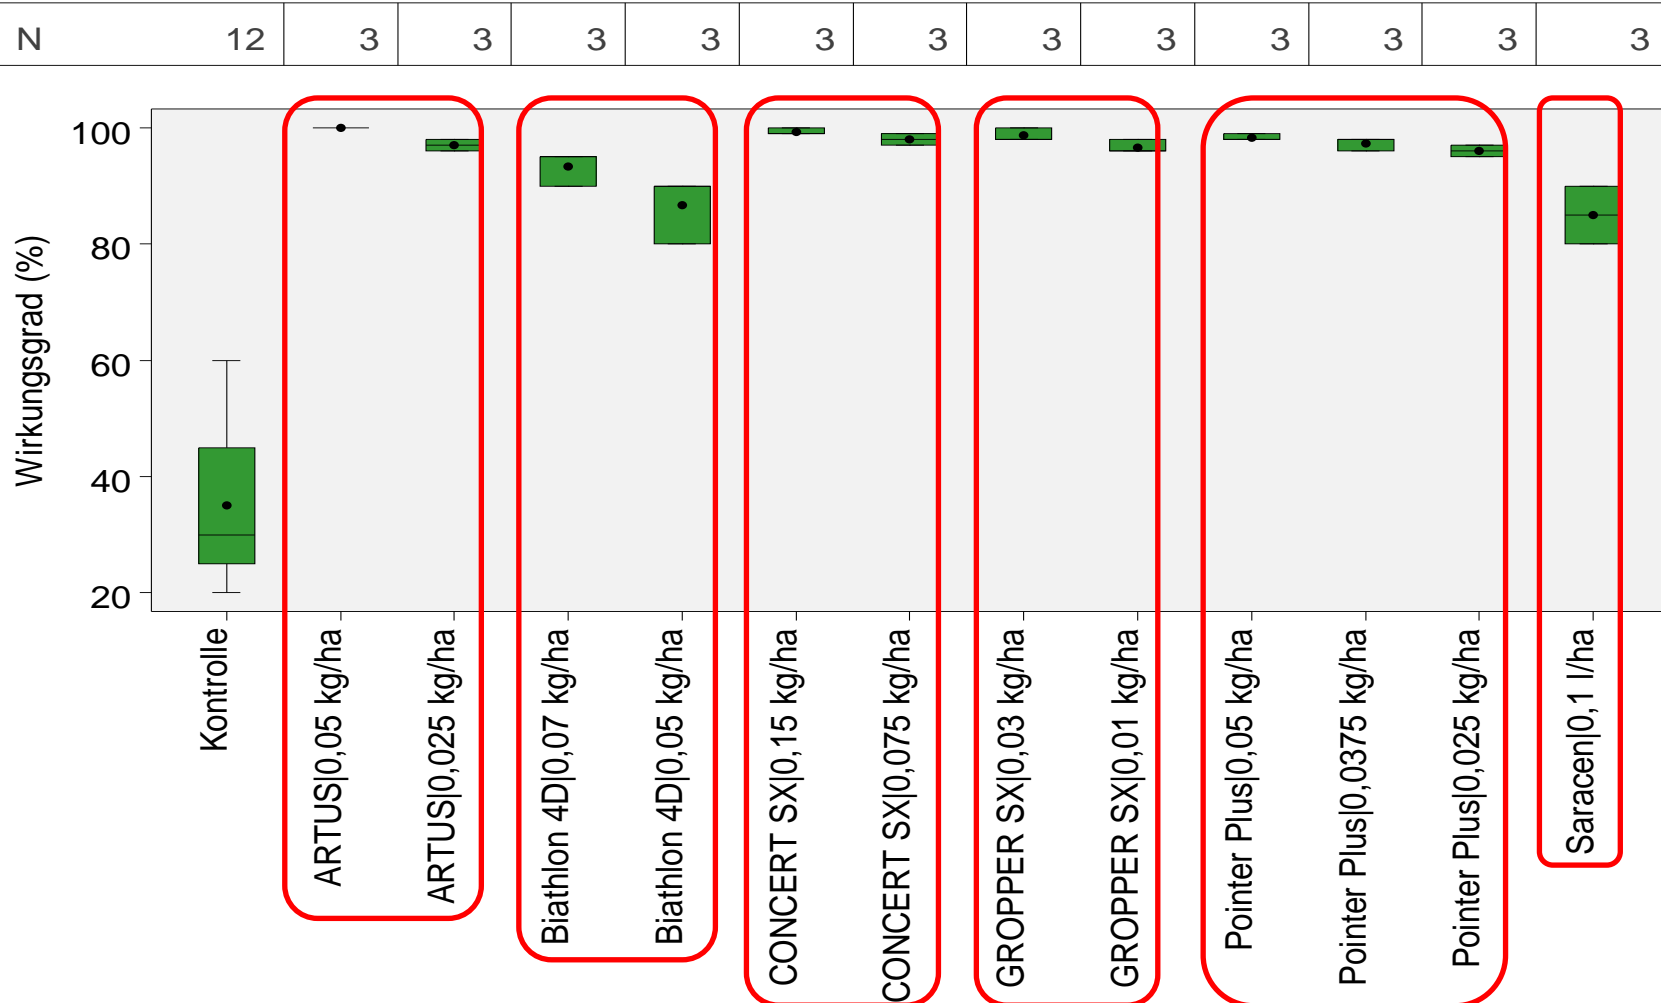 N 12 3 3 3 3 3 3 3 3 3 3 3 3
Wirkungsgrad (%)
100
80
60
40
20
Kontrolle
ARTUS|0,05 kg/ha
ARTUS|0,025 kg/ha
Biathlon 4D|0,07 kg/ha
Biathlon 4D|0,05 kg/ha
CONCERT SX|0,15 kg/ha
CONCERT SX|0,075 kg/ha
GROPPER SX|0,03 kg/ha
GROPPER SX|0,01 kg/ha
Pointer Plus|0,05 kg/ha
Pointer Plus|0,0375 kg/ha
Pointer Plus|0,025 kg/ha
Saracen|0,1 l/ha